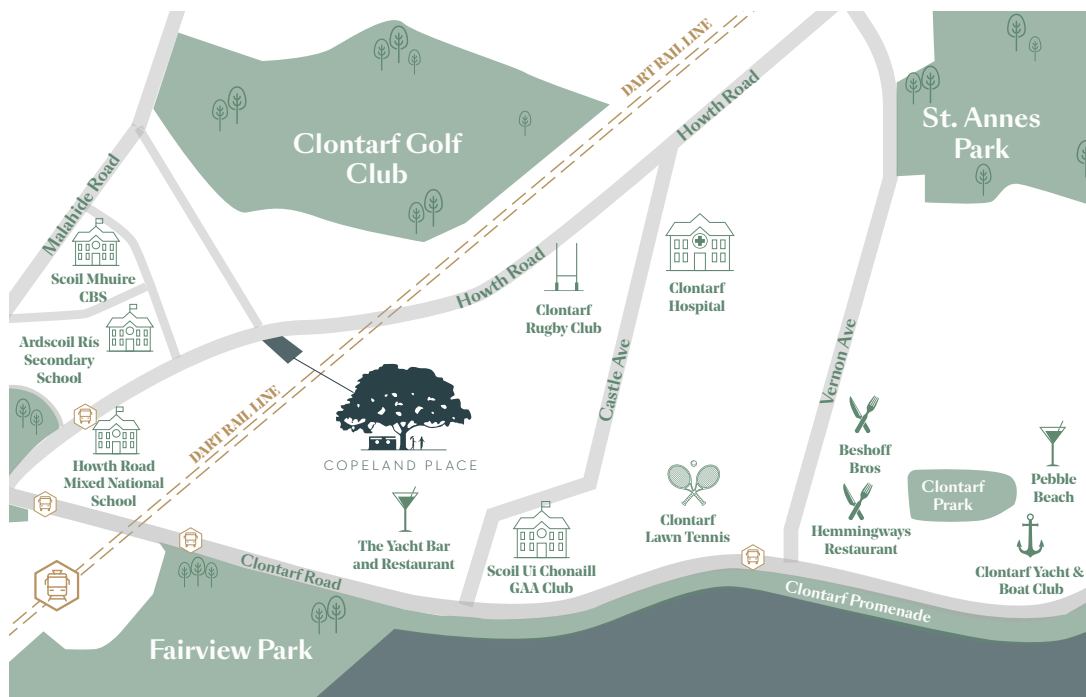 DART RAIL LINE
Howth Road
Clontarf Golf
Club
St. Annes
Park
Malahide Road
Scoil Mhuire
CBS
Howth Road
Clontarf
Rugby Club
Clontarf
Hospital
Ardscoil Rís
Secondary
School
Castle Ave
Vernon Ave
DART RAIL LINE
COPELAND PLACE
Howth Road
Mixed National
School
Beshoff
Bros
Pebble
Beach
Clontarf
Prark
The Yacht Bar
and Restaurant
Clontarf
Lawn Tennis
Hemmingways
Restaurant
Scoil Ui Chonaill
GAA Club
Clontarf Yacht &
Boat Club
Clontarf Road
Clontarf Promenade
Fairview Park